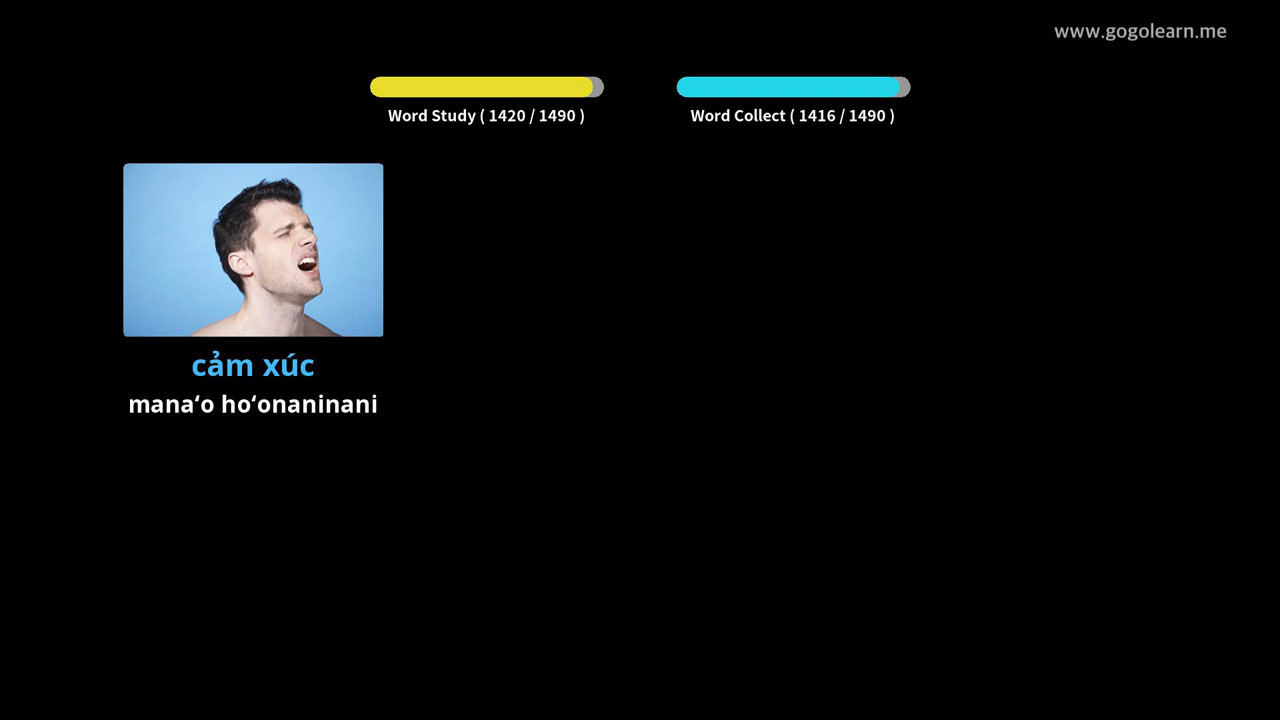 www.gogolearn.me
Word Study ( 1420 / 1490 )
Word Collect ( 1416 / 1490 )
cảm xúc
manaʻo hoʻonaninani